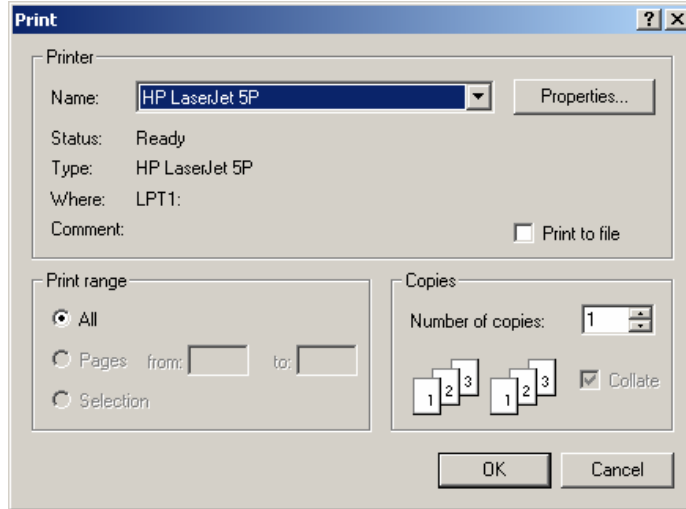 Print
Printer
Name: HP LaserJet 5P Properties...
Status: Ready
Type: HP LaserJet 5P
Where: LPT1:
Comment: Print to file
Print range
All
Pages from: to:
Selection
Copies
Number of copies: 1
1 2 3 1 2 3 Collate
OK Cancel